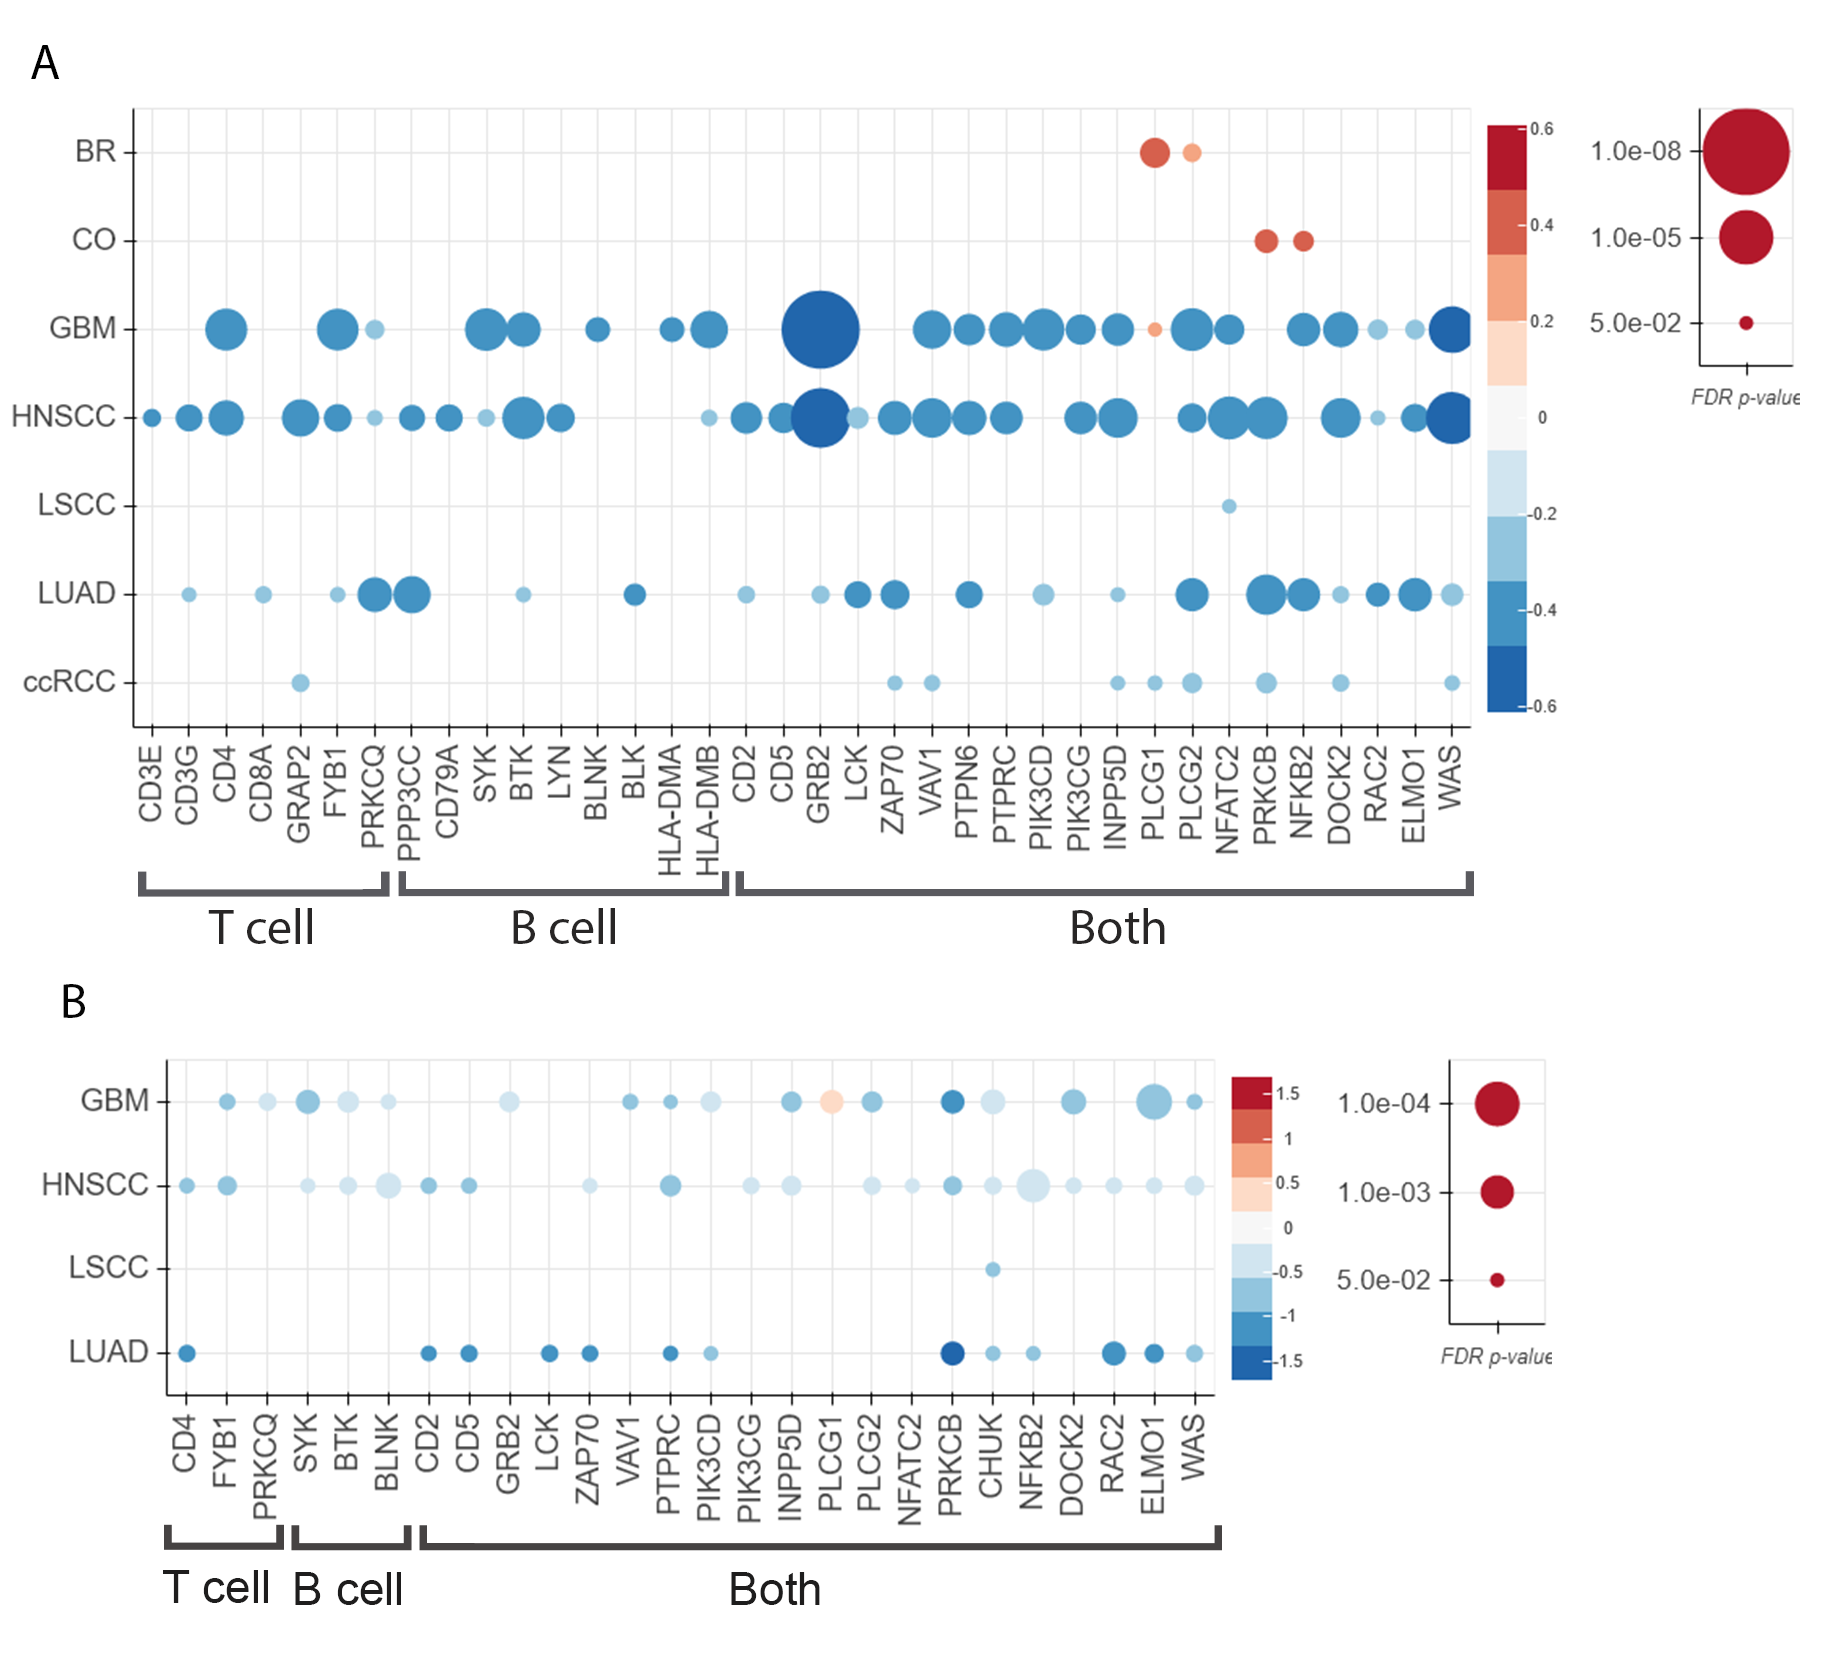 A
BR
CO
GBM
HNSCC
LSCC
LUAD
ccRCC
CD3E
CD3G
CD4
CD8A
GRAP2
FYB1
PRKCQ
PPP3CC
CD79A
SYK
BTK
LYN
BLNK
BLK
HLA-DMA
HLA-DMB
CD2
CD5
GRB2
LCK
ZAP70
VAV1
PTPN6
PTPRC
PIK3CD
PIK3CG
INPP5D
PLCG1
PLCG2
NFATC2
PRKCB
NFKB2
DOCK2
RAC2
ELMO1
WAS
T cell
B cell
Both
0.6
0.4
0.2
0
-0.2
-0.4
-0.6
1.0e-08
1.0e-05
5.0e-02
FDR p-value
B
GBM
HNSCC
LSCC
LUAD
CD4
FYB1
PRKCQ
SYK
BTK
BLNK
CD2
CD5
GRB2
LCK
ZAP70
VAV1
PTPRC
PIK3CD
PIK3CG
INPP5D
PLCG1
PLCG2
NFATC2
PRKCB
CHUK
NFKB2
DOCK2
RAC2
ELMO1
WAS
T cell
B cell
Both
1.5
1
0.5
0
-0.5
-1
-1.5
1.0e-04
1.0e-03
5.0e-02
FDR p-value